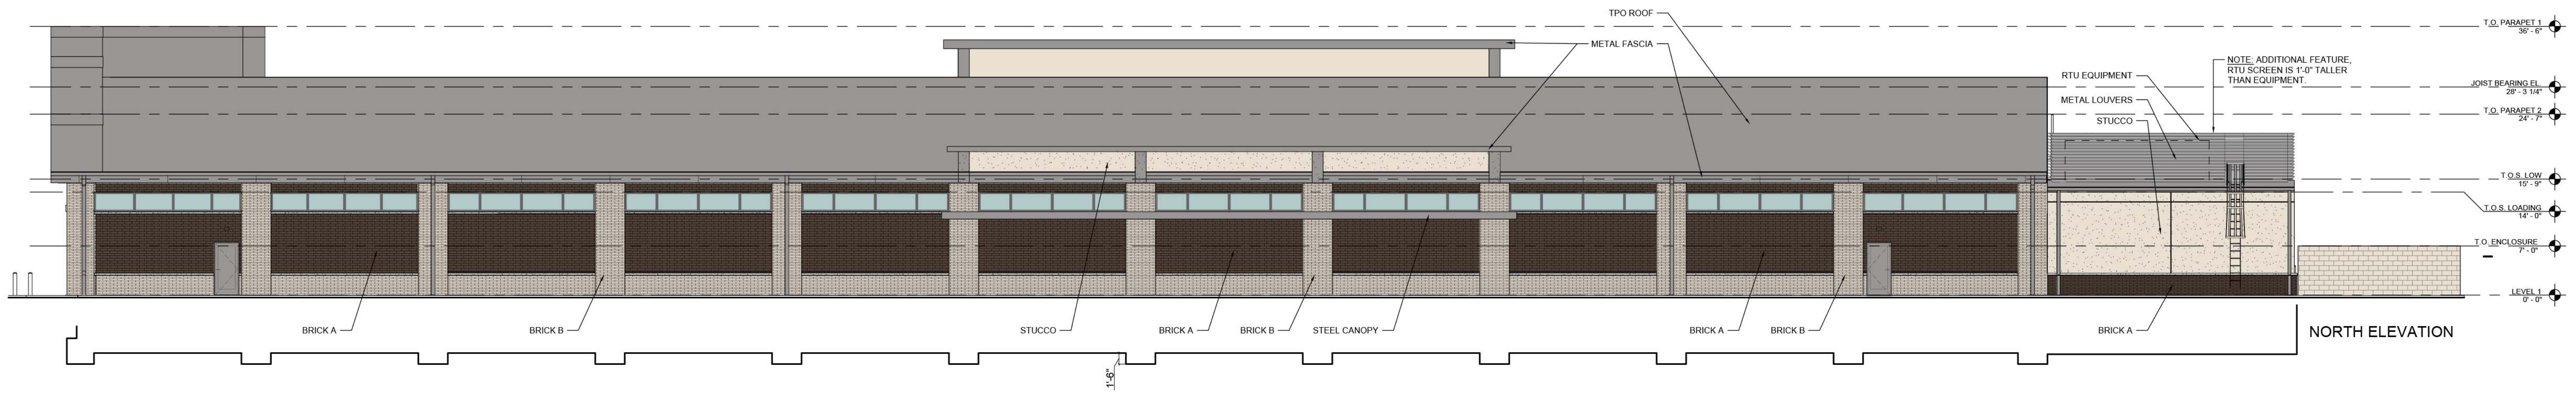 TPO ROOF
METAL FASCIA
T.O. PARAPET 1
36' - 6"
NOTE: ADDITIONAL FEATURE,
RTU SCREEN IS 1'-0" TALLER
THAN EQUIPMENT.
RTU EQUIPMENT
METAL LOUVERS
STUCCO
JOIST BEARING EL.
28' - 3 1/4"
T.O. PARAPET 2
24' - 7"
T.O.S. LOW
15' - 9"
T.O.S. LOADING
14' - 0"
T.O. ENCLOSURE
7' - 0"
LEVEL 1
0' - 0"
BRICK A
BRICK B
STUCCO
BRICK A
BRICK B
STEEL CANOPY
BRICK A
BRICK B
BRICK A
NORTH ELEVATION
1'-6"